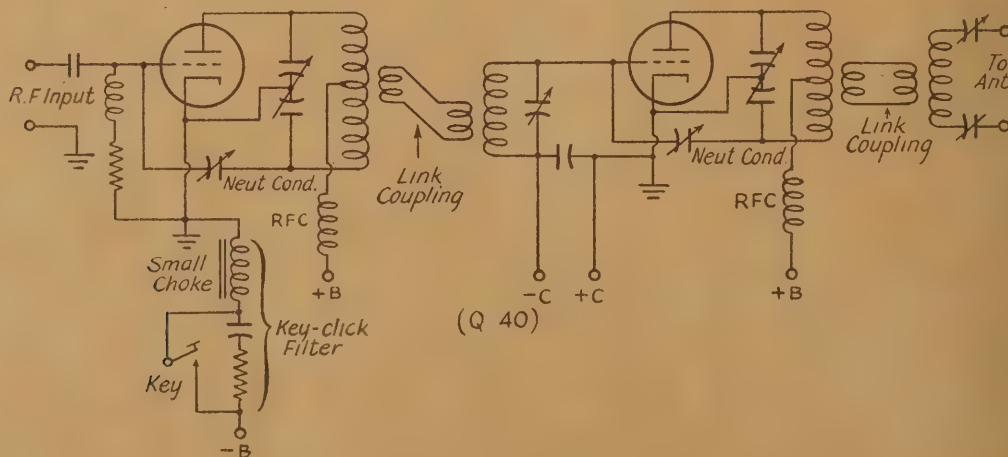 R.F Input
Neut Cond.
Link
Coupling
RFC
+B
Small
Choke
Key-click
Filter
Key
-B
-C
+C
(Q 40)
Neut Cond.
RFC
+B
Link
Coupling
To
Ant